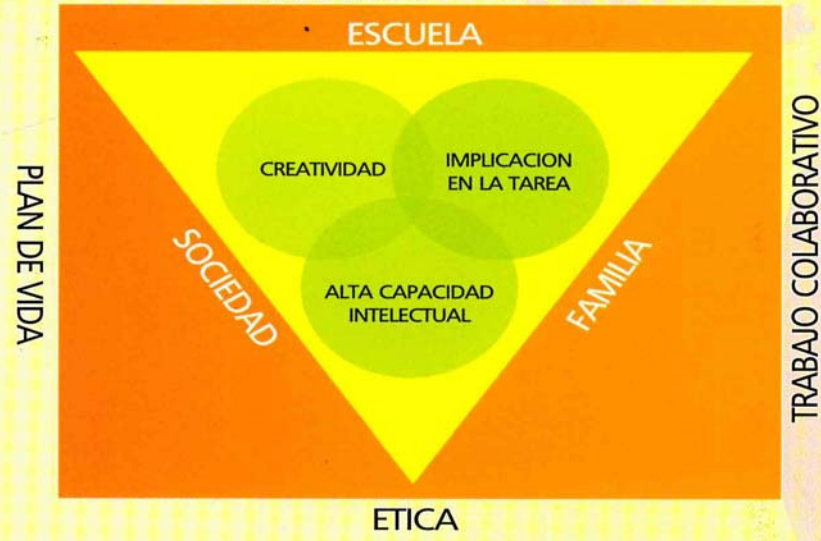 ESCUELA
CREATIVIDAD
IMPLICACION
EN LA TAREA
ALTA CAPACIDAD
INTELECTUAL
SOCIEDAD
FAMILIA
PLAN DE VIDA
TRABAJO COLABORATIVO
ETICA